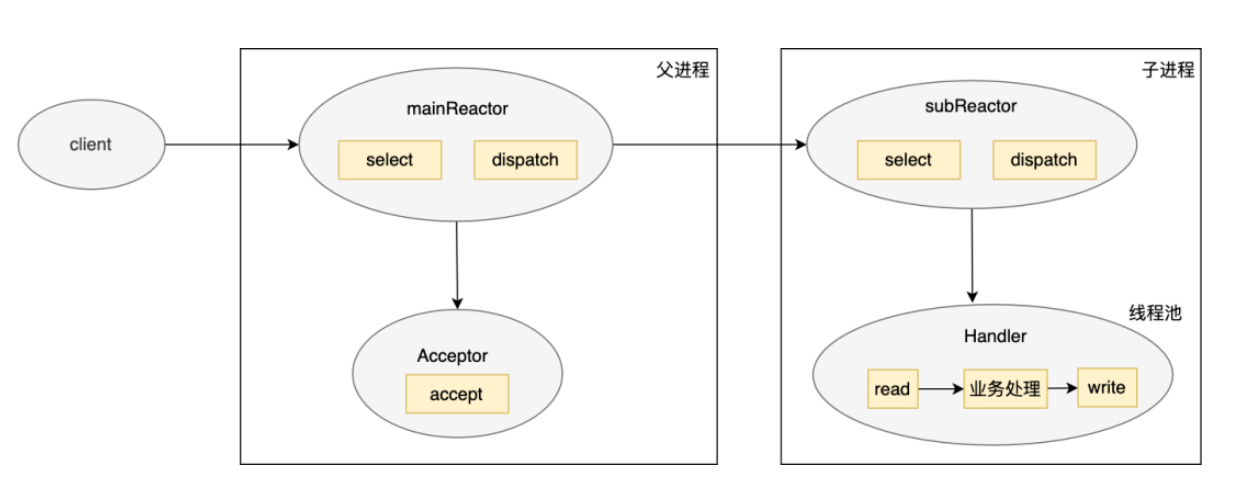 client
父进程
mainReactor
select
dispatch
Acceptor
accept
子进程
subReactor
select
dispatch
线程池
Handler
read
业务处理
write